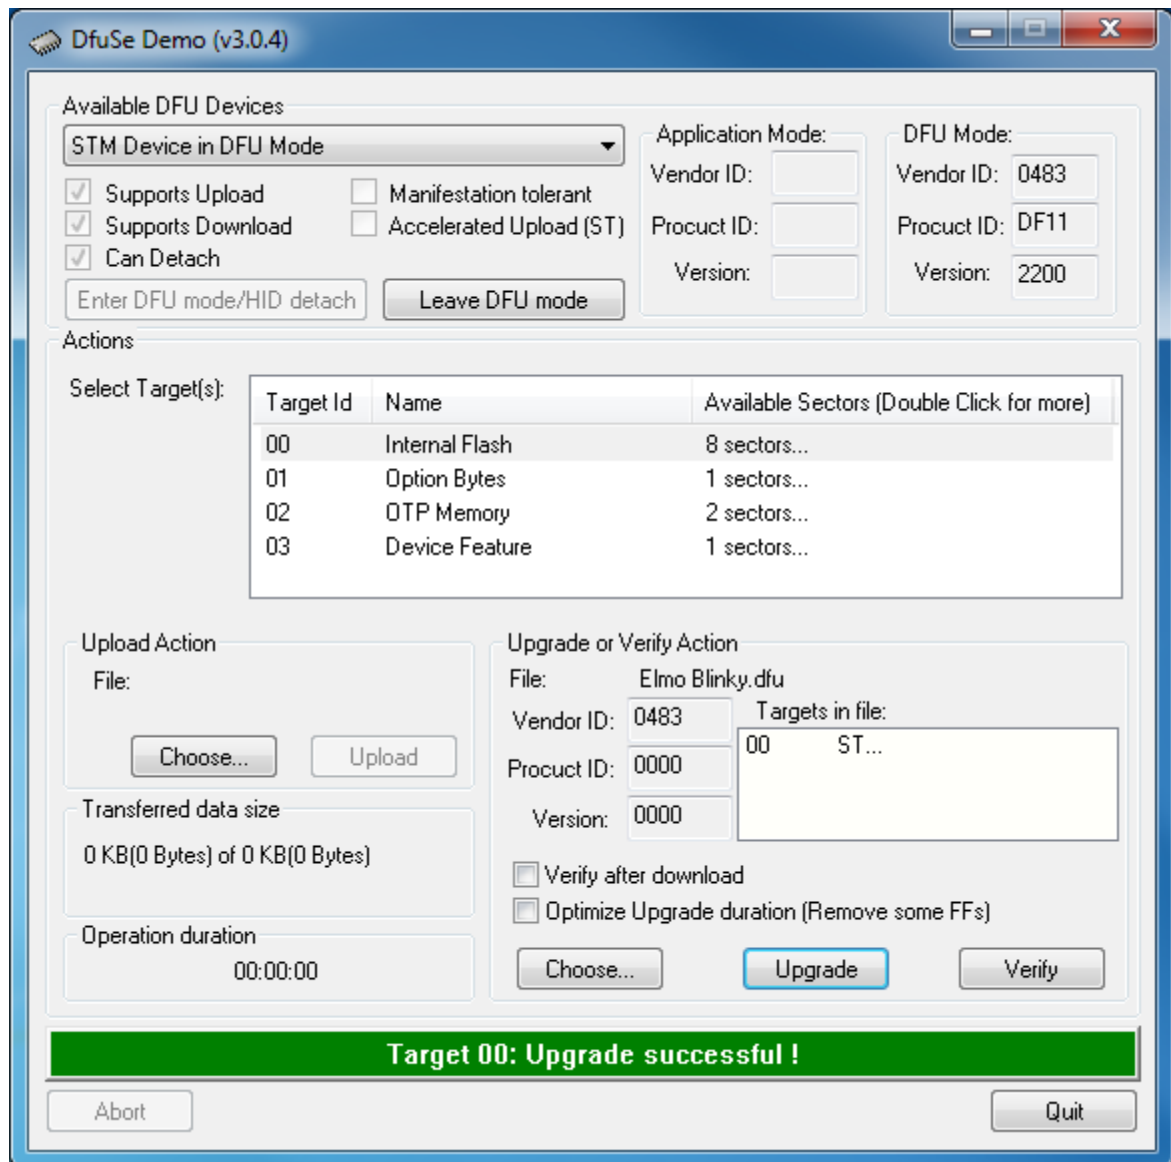 DfuSe Demo (v3.0.4)
Available DFU Devices
STM Device in DFU Mode
Supports Upload
Manifestation tolerant
Supports Download
Accelerated Upload (ST)
Can Detach
Enter DFU mode/HID detach
Leave DFU mode
Application Mode:
Vendor ID:
Procuct ID:
Version:
DFU Mode:
Vendor ID: 0483
Procuct ID: DF11
Version: 2200
Actions
Select Target(s):
Target Id Name Available Sectors (Double Click for more)
00 Internal Flash 8 sectors...
01 Option Bytes 1 sectors...
02 OTP Memory 2 sectors...
03 Device Feature 1 sectors...
Upload Action
File:
Choose... Upload
Transferred data size
0 KB(0 Bytes) of 0 KB(0 Bytes)
Operation duration
00:00:00
Upgrade or Verify Action
File: Elmo Blinky.dfu
Vendor ID: 0483
Procuct ID: 0000
Version: 0000
Targets in file:
00 ST...
Verify after download
Optimize Upgrade duration (Remove some FFs)
Choose... Upgrade Verify
Target 00: Upgrade successful !
Abort Quit